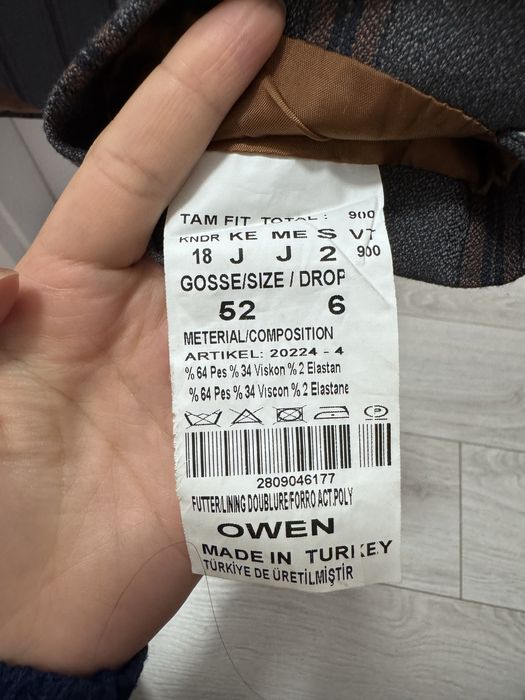 TAM FIT TOTAL: 900
KNDR KE ME S VT
18 J J 2 900
GOSSE/SIZE / DROP
52 6
METERIAL/COMPOSITION
ARTIKEL: 20224 - 4
% 64 Pes % 34 Viskon % 2 Elastan
% 64 Pes % 34 Viscon % 2 Elastane
P
2809046177
FUTTER/LINING DOUBLURE/FORRO ACT.POLY
OWEN
MADE IN TURKEY
TÜRKİYE DE ÜRETİLMİŞTİR